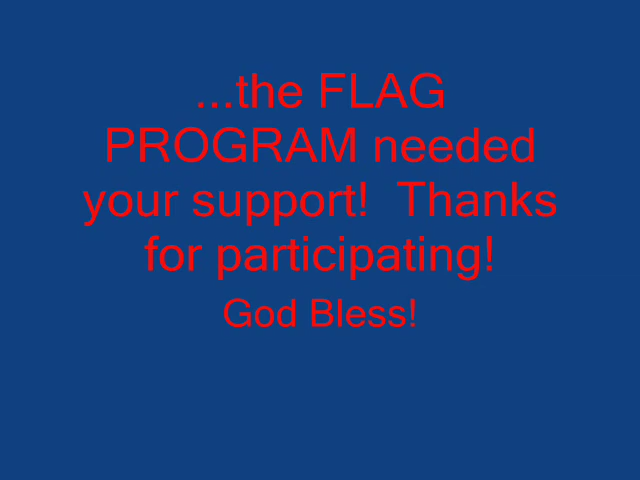 ...the FLAG
PROGRAM needed
your support!  Thanks
for participating!
God Bless!